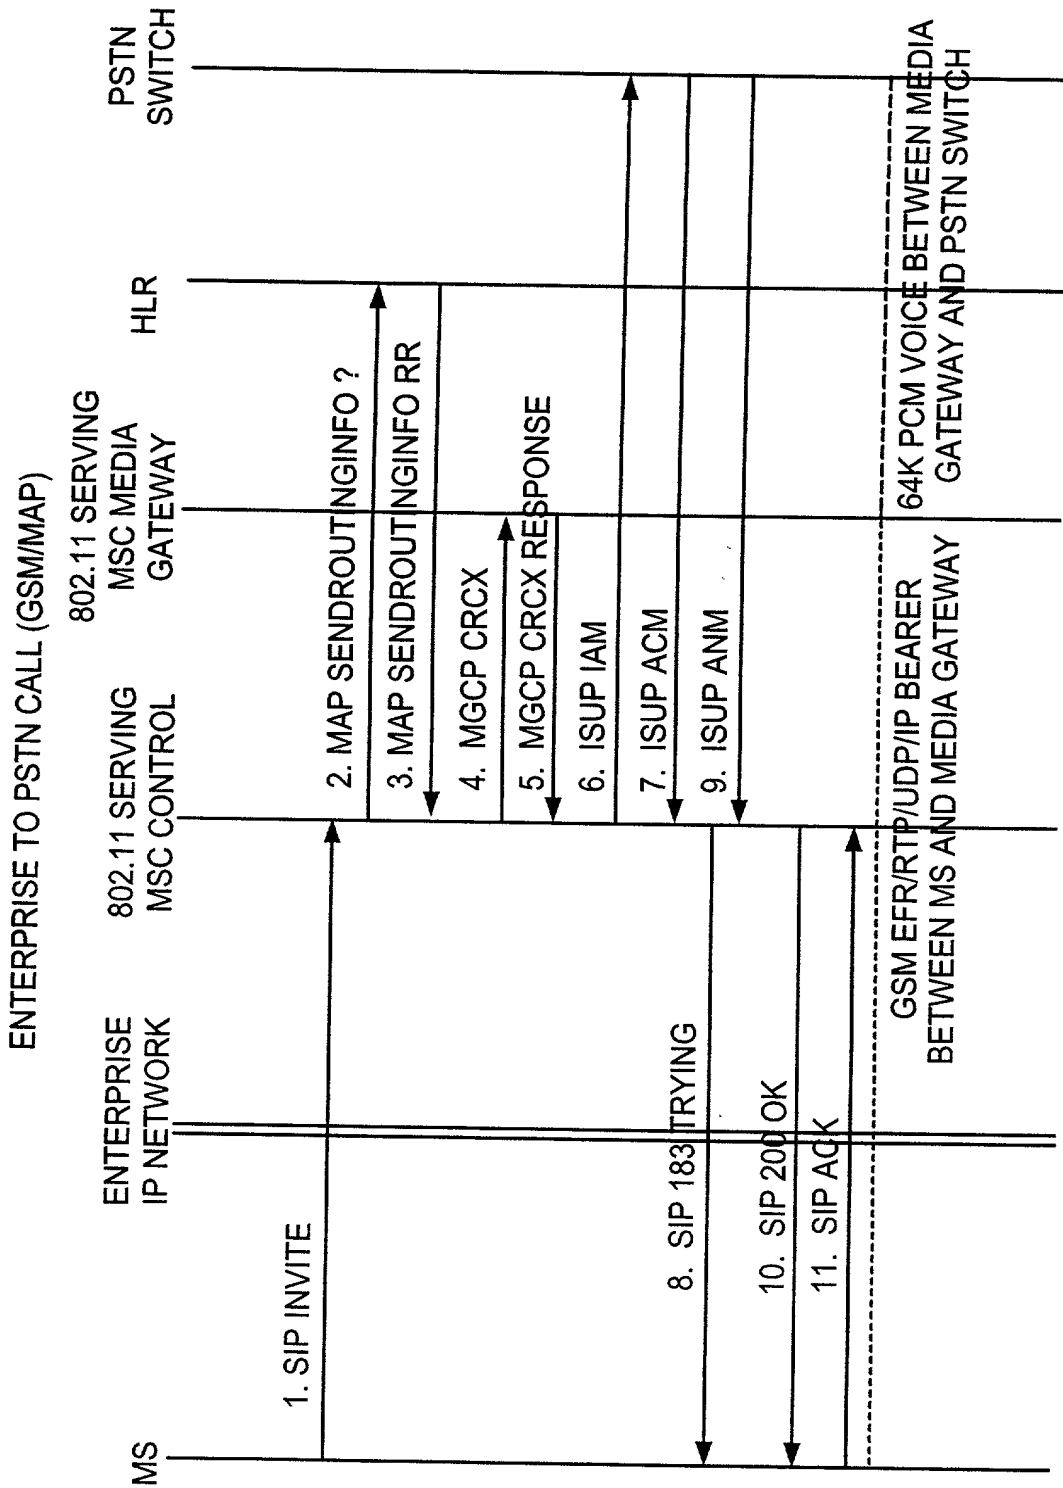 ENTERPRISE TO PSTN CALL (GSM/MAP)
MS
ENTERPRISE
IP NETWORK
802.11 SERVING
MSC CONTROL
802.11 SERVING
MSC MEDIA
GATEWAY
HLR
PSTN
SWITCH
1. SIP INVITE
2. MAP SENDROUTINGINFO ?
3. MAP SENDROUTINGINFO RR
4. MGCP CRCX
5. MGCP CRCX RESPONSE
6. ISUP IAM
7. ISUP ACM
8. SIP 183 TRYING
9. ISUP ANM
10. SIP 200 OK
11. SIP ACK
GSM EFR/RTP/UDP/IP BEARER
BETWEEN MS AND MEDIA GATEWAY
64K PCM VOICE BETWEEN MEDIA
GATEWAY AND PSTN SWITCH